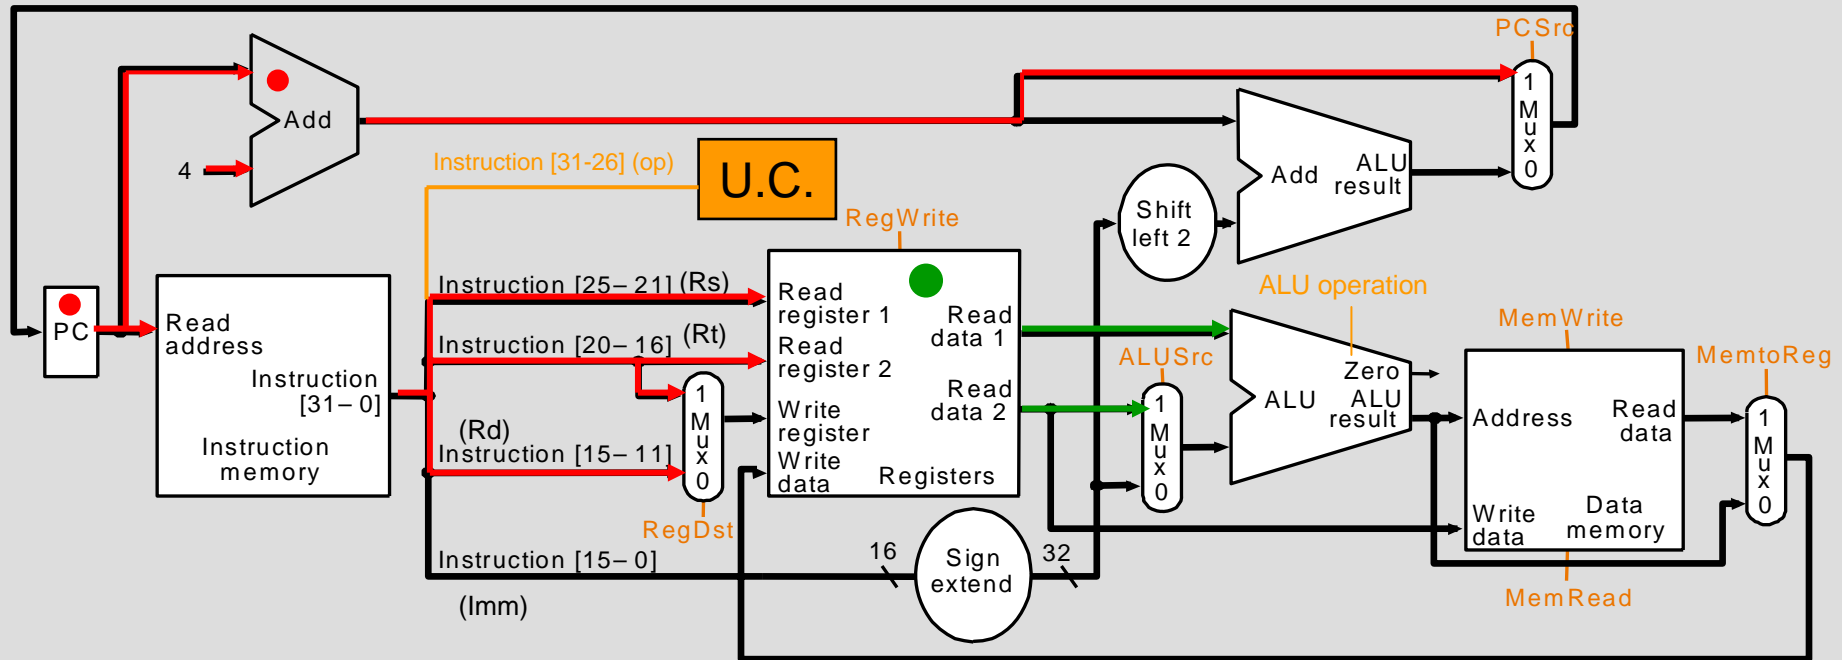 PCSrc
1
Mux
0
Add
4
Instruction [31-26] (op)
U.C.
Add
ALU
result
Shift
left 2
RegWrite
PC
Read
address
Instruction
[31–0]
Instruction
memory
Instruction [25–21] (Rs)
Instruction [20–16] (Rt)
(Rd)
Instruction [15–11]
1
Mux
0
RegDst
Instruction [15–0]
(Imm)
Read
register 1
Read
register 2
Write
register
Write
data
Read
data 1
Read
data 2
Registers
16
Sign
extend
32
ALUSrc
1
Mux
0
ALU operation
Zero
ALU
ALU
result
MemWrite
Address
Read
data
Write
data
Data
memory
MemRead
MemtoReg
1
Mux
0